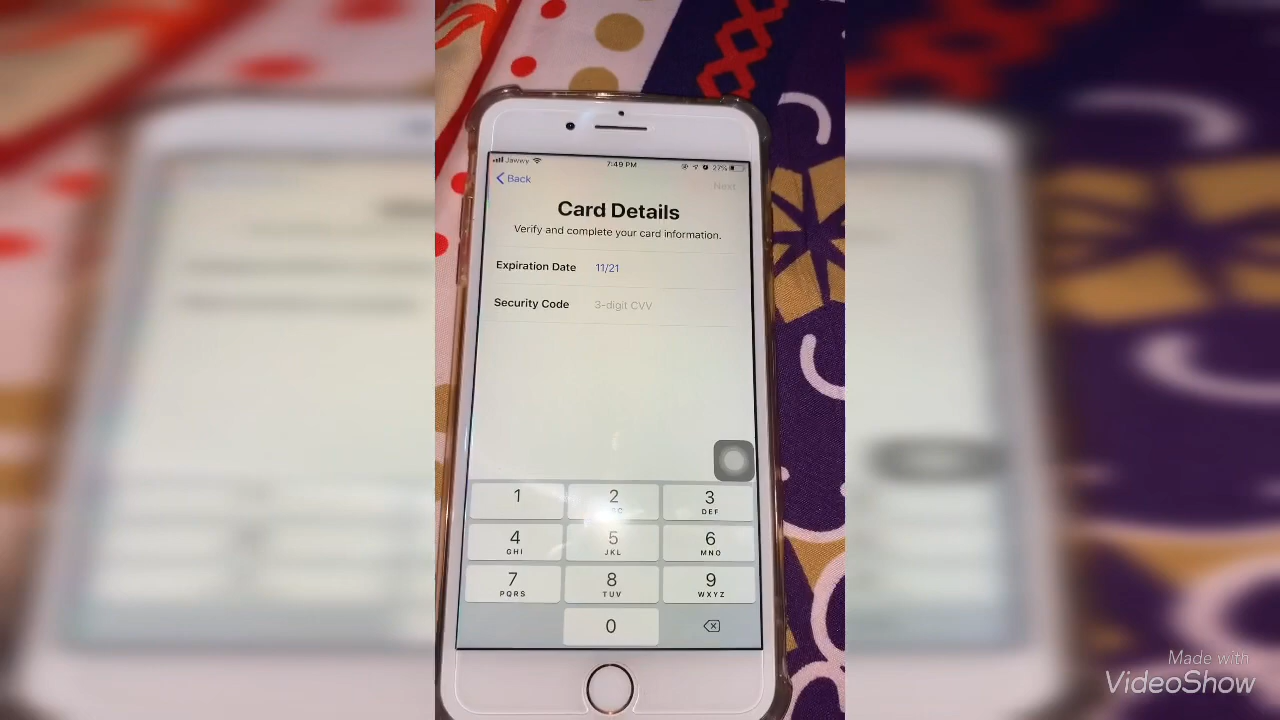 Jawwy
7:49 PM
27%
Back
Next
Card Details
Verify and complete your card information.
Expiration Date 11/21
Security Code 3-digit CVV
1 2 3
DEF
4 5 6
GHI JKL MNO
7 8 9
PQRS TUV WXYZ
0
Made with
VideoShow